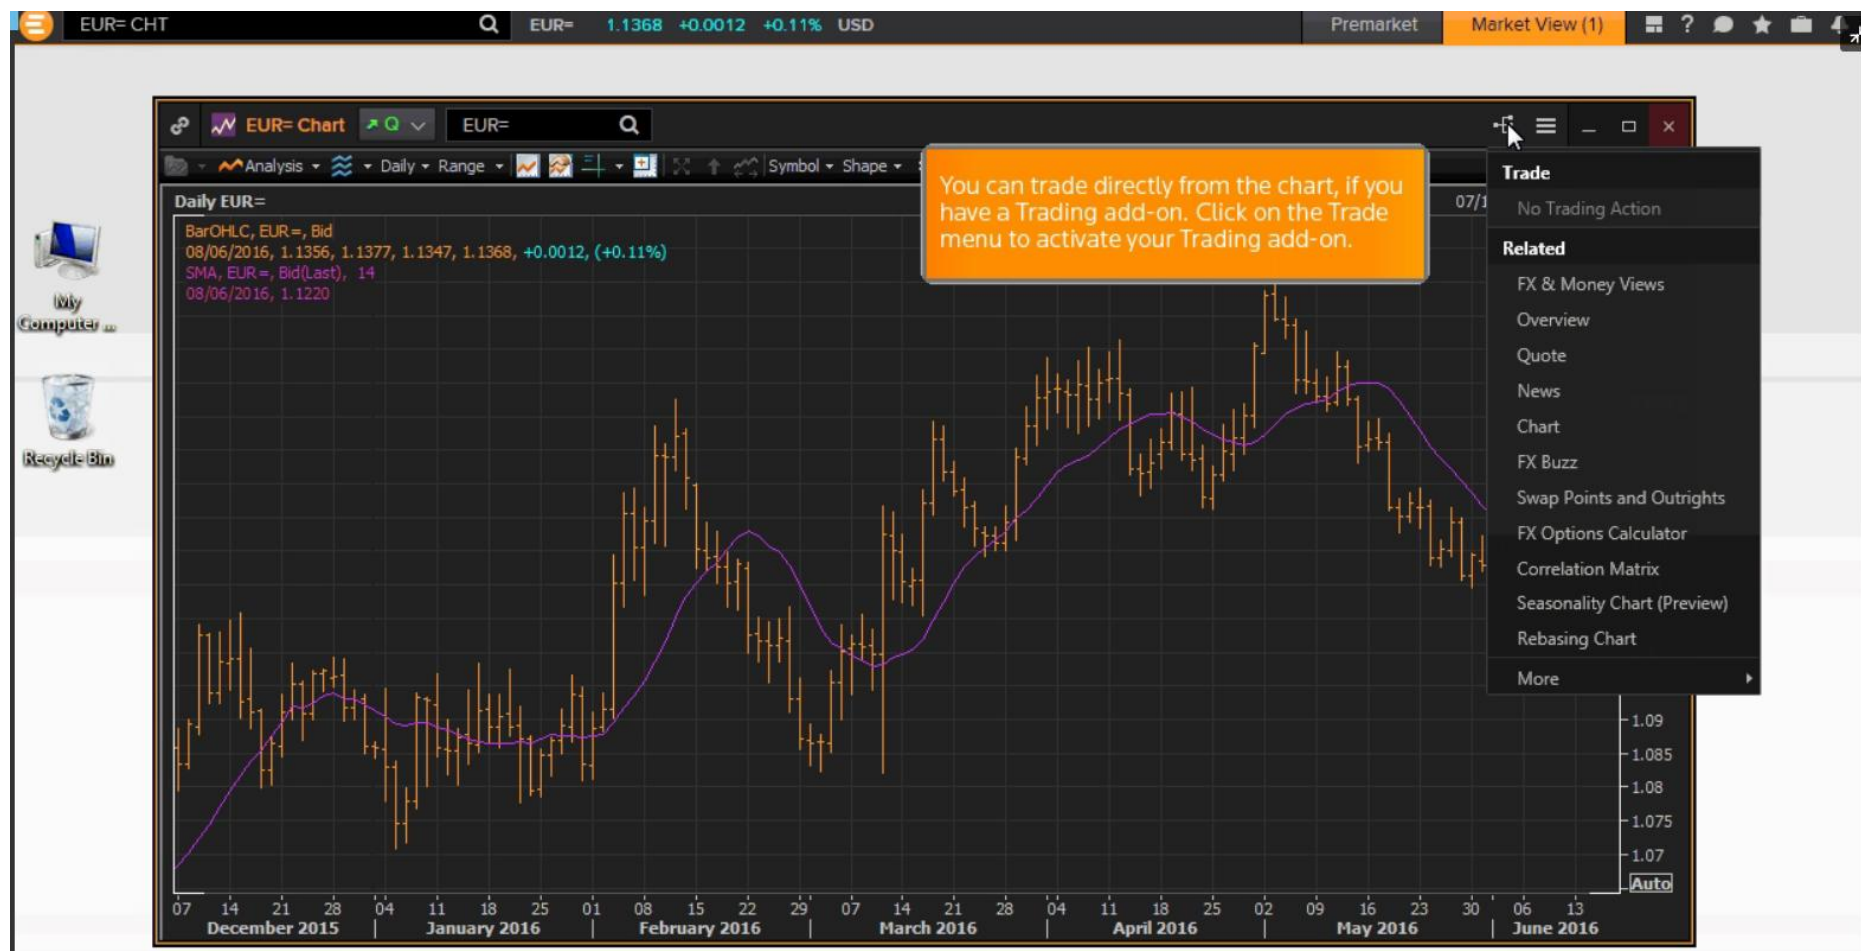 EUR= CHT
EUR= 1.1368 +0.0012 +0.11% USD
Premarket
Market View (1)
?
EUR= Chart
Q
EUR=
Analysis
Daily
Range
Symbol
Shape
Daily EUR=
BarOHLC, EUR=, Bid
08/06/2016, 1.1356, 1.1377, 1.1347, 1.1368, +0.0012, (+0.11%)
SMA, EUR=, Bid(Last), 14
08/06/2016, 1.1220
You can trade directly from the chart, if you
have a Trading add-on. Click on the Trade
menu to activate your Trading add-on.
Trade
No Trading Action
Related
FX & Money Views
Overview
Quote
News
Chart
FX Buzz
Swap Points and Outrights
FX Options Calculator
Correlation Matrix
Seasonality Chart (Preview)
Rebasing Chart
More
My
Computer ...
Recycle Bin
1.09
1.085
1.08
1.075
1.07
Auto
07 14 21 28 04 11 18 25 01 08 15 22 29 07 14 21 28 04 11 18 25 02 09 16 23 30 06 13
December 2015 January 2016 February 2016 March 2016 April 2016 May 2016 June 2016